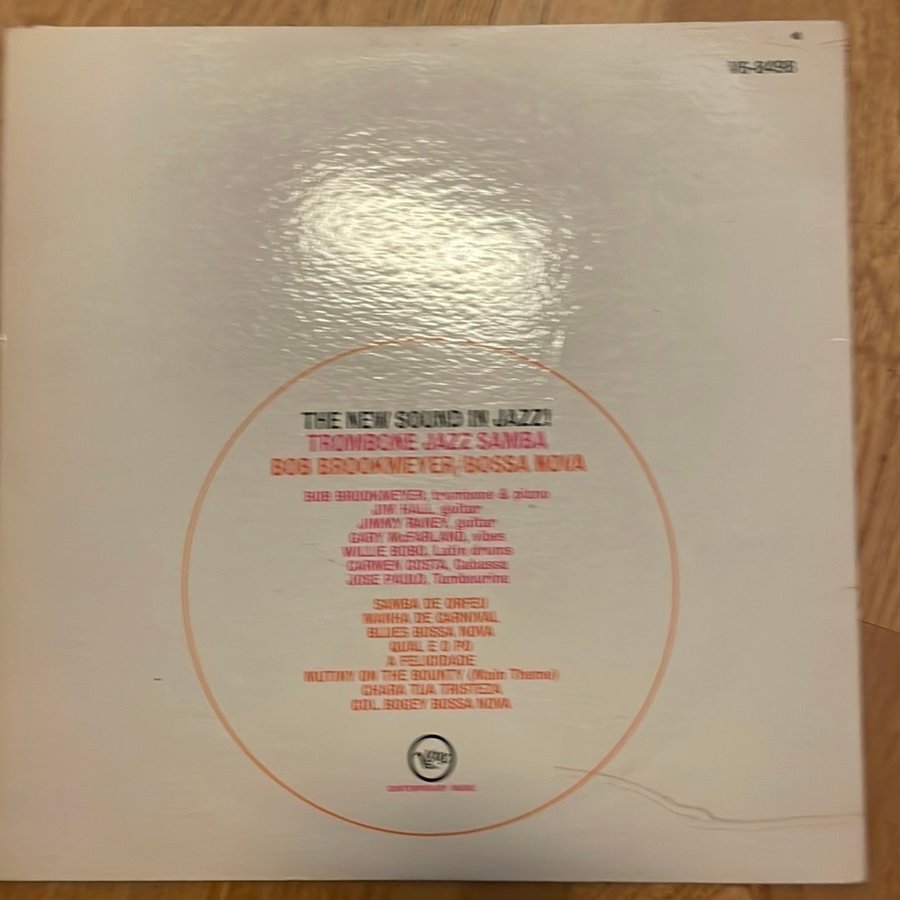 V6-8498
THE NEW SOUND IN JAZZ!
TROMBONE JAZZ SAMBA
BOB BROOKMEYER/BOSSA NOVA
BOB BROOKMEYER, trombone & piano
JIM HALL, guitar
JIMMY RANEY, guitar
GARY McFARLAND, vibes
WILLIE BOBO, Latin drums
CARMEN COSTA, Cabassa
JOSE PAULO, Tambourine
SAMBA DE ORFEU
MANHA DE CARNIVAL
BLUES BOSSA NOVA
QUAL E O PO
A FELICIDADE
MUTINY ON THE BOUNTY (Main Theme)
CHARA TUA TRISTEZA
COL. BOGEY BOSSA NOVA
Verve